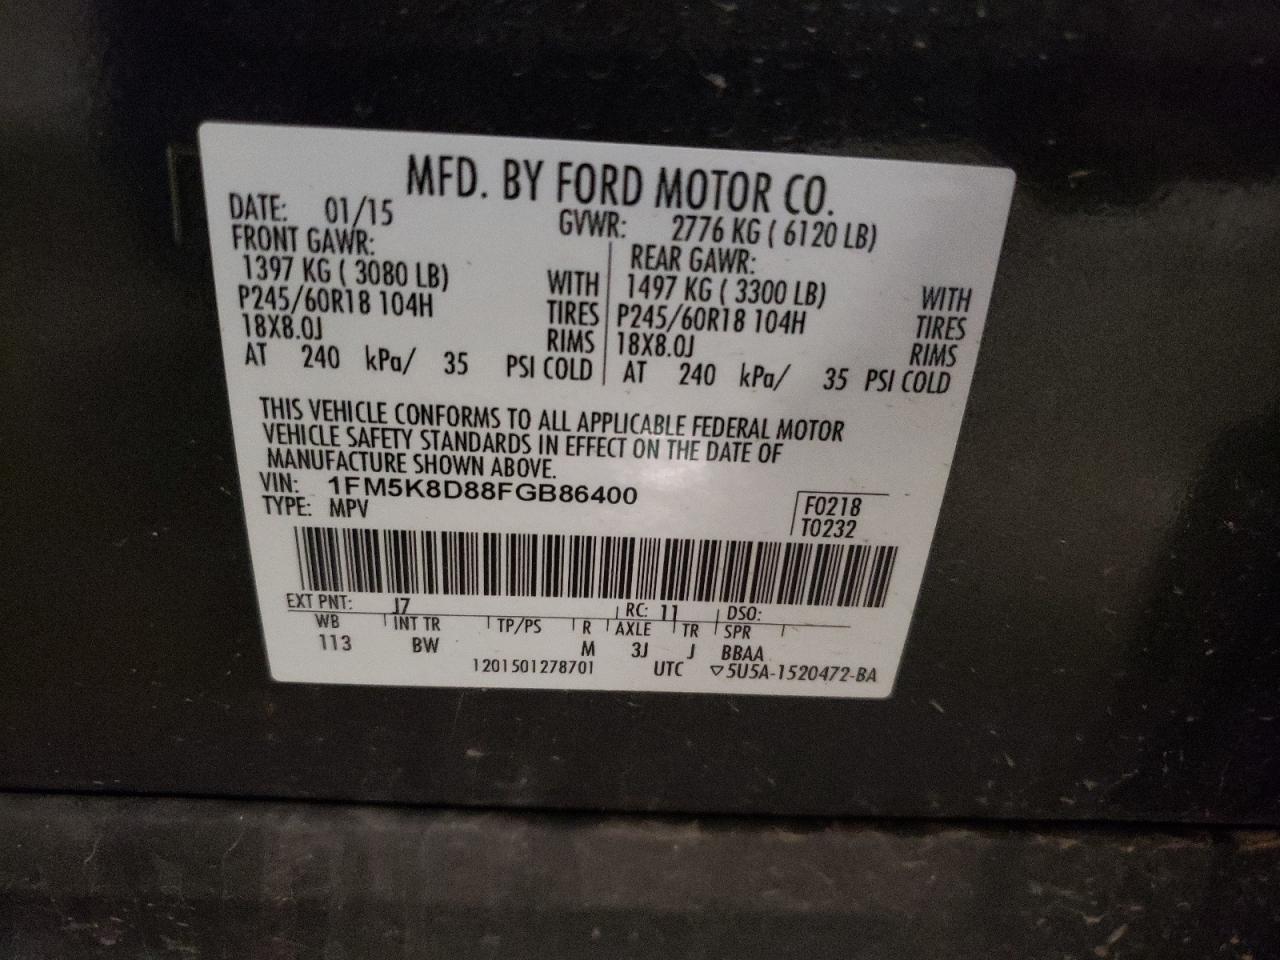 MFD. BY FORD MOTOR CO.
DATE: 01/15 GVWR: 2776 KG ( 6120 LB)
FRONT GAWR: REAR GAWR:
1397 KG ( 3080 LB) WITH 1497 KG ( 3300 LB) WITH
P245/60R18 104H TIRES P245/60R18 104H TIRES
18X8.0J RIMS 18X8.0J RIMS
AT 240 kPa/ 35 PSI COLD AT 240 kPa/ 35 PSI COLD
THIS VEHICLE CONFORMS TO ALL APPLICABLE FEDERAL MOTOR
VEHICLE SAFETY STANDARDS IN EFFECT ON THE DATE OF
MANUFACTURE SHOWN ABOVE.
VIN: 1FM5K8D88FGB86400 F0218
TYPE: MPV T0232
EXT PNT: J7 RC: 11 DSO:
WB INT TR TP/PS R AXLE TR SPR
113 BW M 3J J BBAA
1201501278701 UTC ▽5U5A-1520472-BA